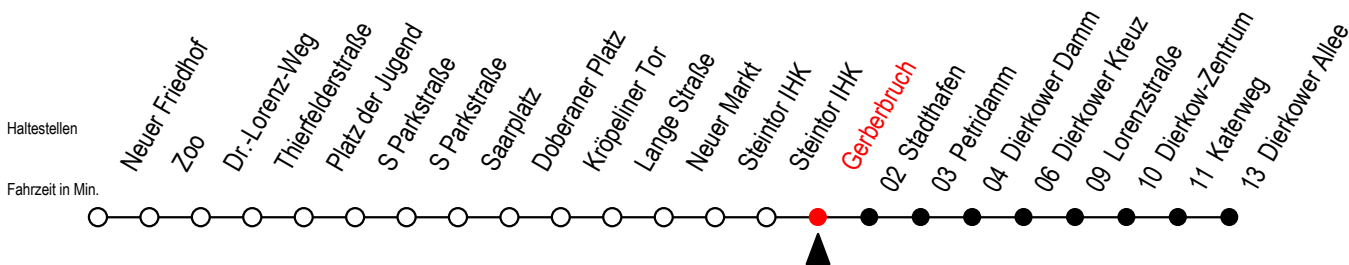 Haltestellen
Neuer Friedhof
Zoo
Dr.-Lorenz-Weg
Thierfelderstraße
Platz der Jugend
S Parkstraße
S Parkstraße
Saarplatz
Doberaner Platz
Kröpeliner Tor
Lange Straße
Neuer Markt
Steintor IHK
Steintor IHK
Gerberbruch
02 Stadthafen
03 Petridamm
04 Dierkower Damm
06 Dierkower Kreuz
09 Lorenzstraße
10 Dierkow-Zentrum
11 Katerweg
13 Dierkower Allee
Fahrzeit in Min.